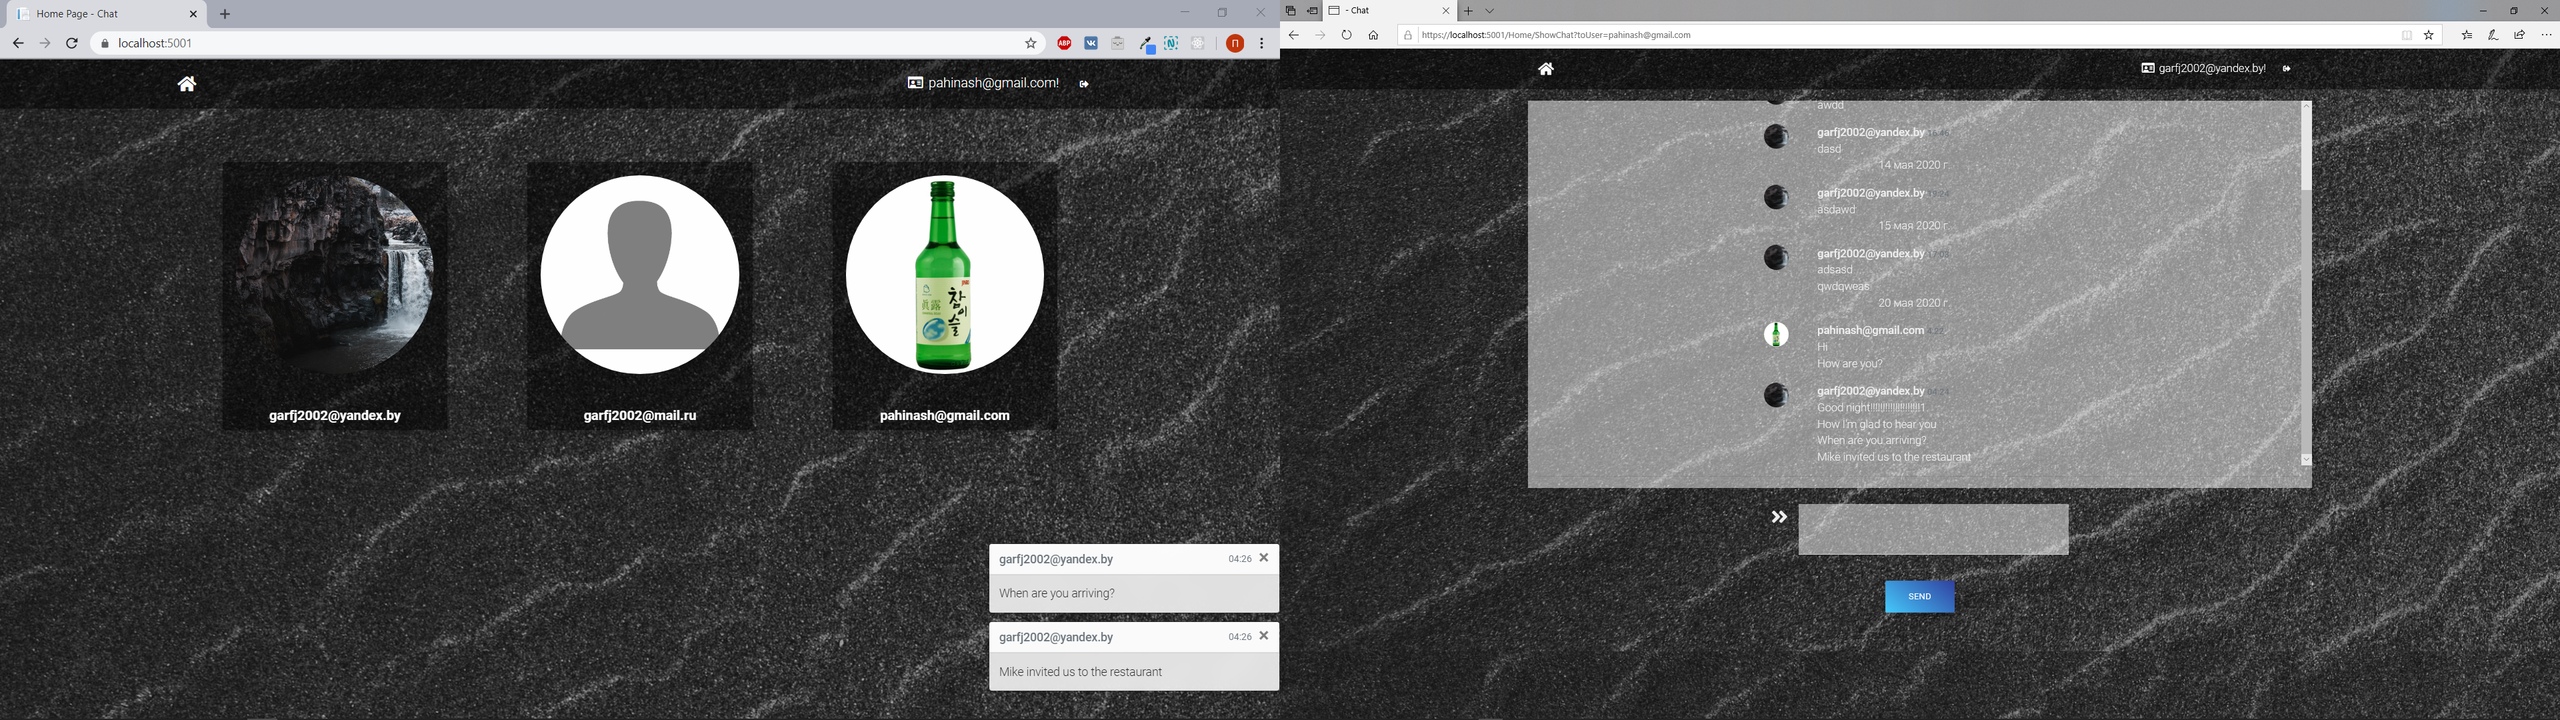 Home Page - Chat
localhost:5001
ABP
П
pahinash@gmail.com!
참이슬
garfj2002@yandex.by
garfj2002@mail.ru
pahinash@gmail.com
garfj2002@yandex.by 04:26
When are you arriving?
garfj2002@yandex.by 04:26
Mike invited us to the restaurant
- Chat
https://localhost:5001/Home/ShowChat?toUser=pahinash@gmail.com
garfj2002@yandex.by!
awdd
garfj2002@yandex.by
dasd
14 мая 2020 г.
garfj2002@yandex.by
asdawd
15 мая 2020 г.
garfj2002@yandex.by
adsasd
qwdqweas
20 мая 2020 г.
pahinash@gmail.com
Hi
How are you?
garfj2002@yandex.by
Good night!!!!!!!!!!!!!!!!!!!!!1
How I'm glad to hear you
When are you arriving?
Mike invited us to the restaurant
SEND